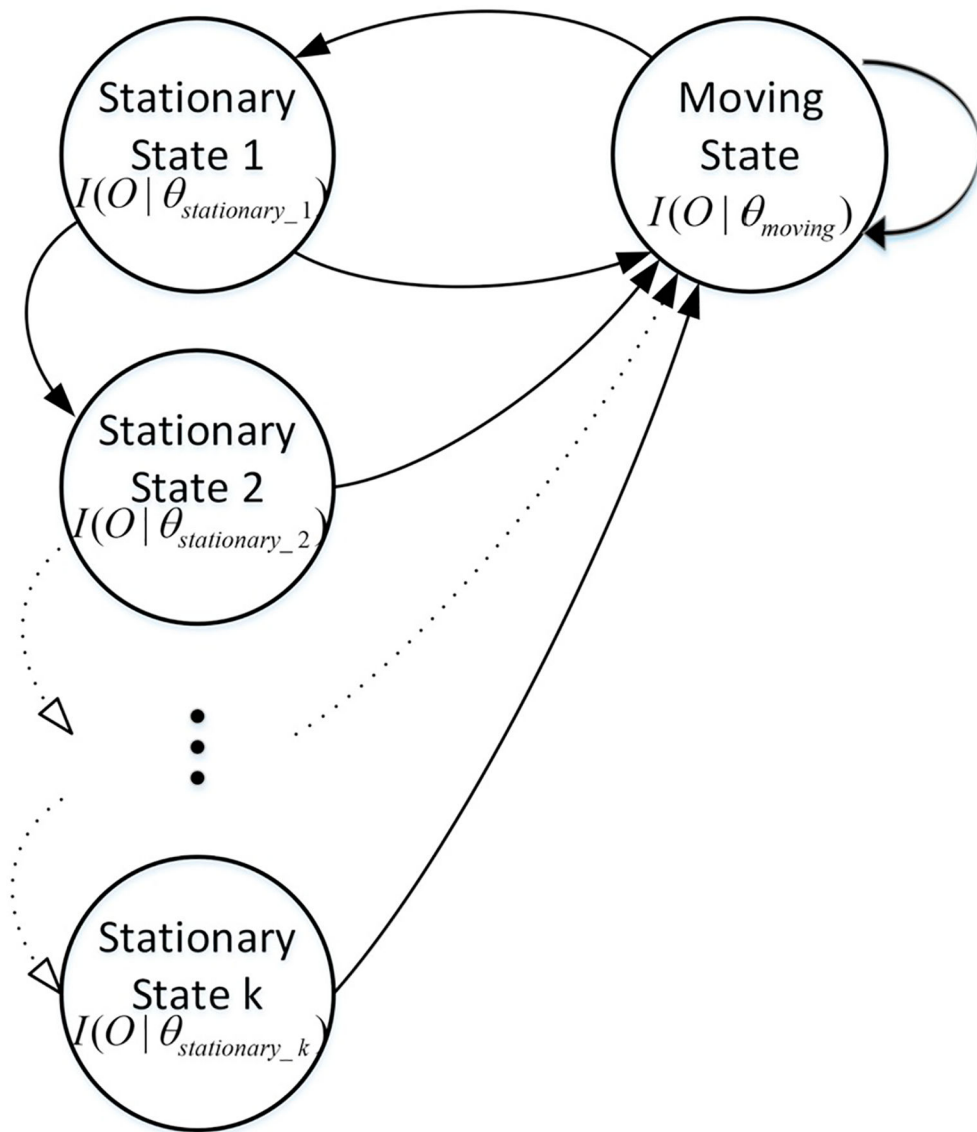 Stationary
State 1
I(O | θstationary_1)
Moving
State
I(O | θmoving)
Stationary
State 2
I(O | θstationary_2)
Stationary
State k
I(O | θstationary_k)